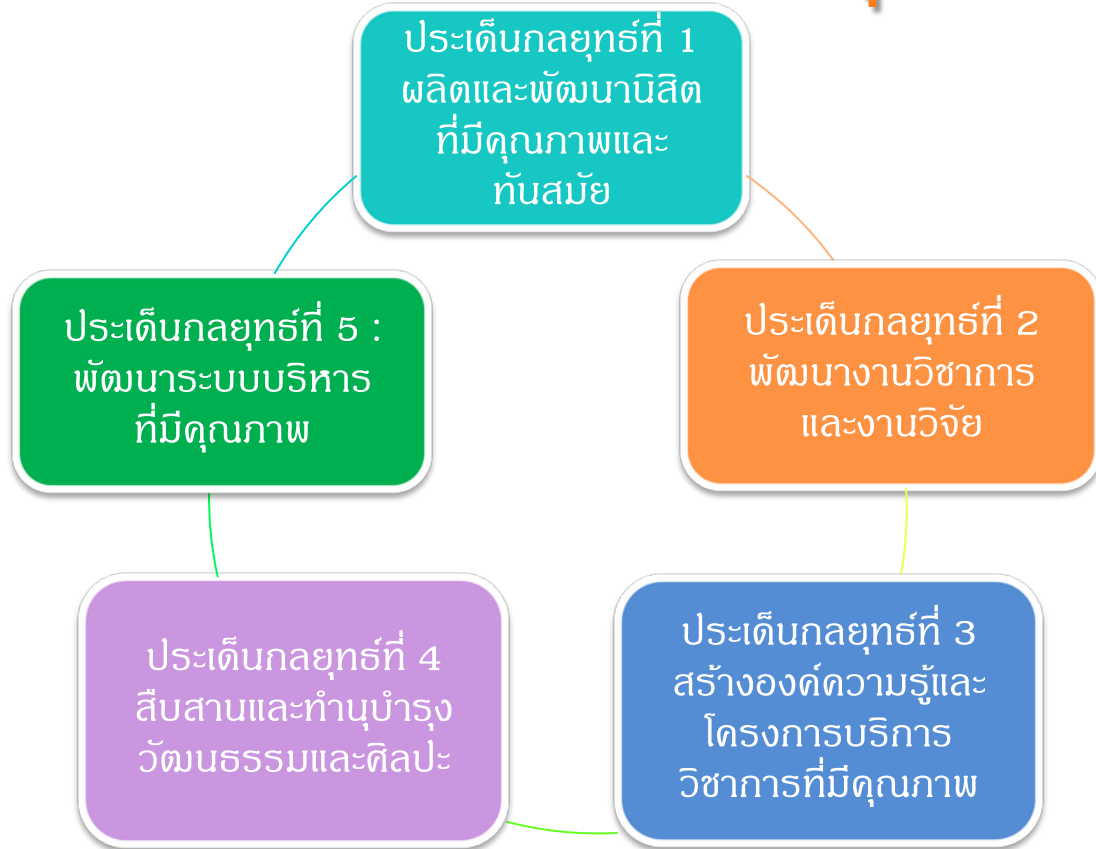 ประเด็นกลยุทธ์ที่ 1
ผลิตและพัฒนานิสิต
ที่มีคุณภาพและ
ทันสมัย
ประเด็นกลยุทธ์ที่ 2
พัฒนางานวิชาการ
และงานวิจัย
ประเด็นกลยุทธ์ที่ 3
สร้างองค์ความรู้และ
โครงการบริการ
วิชาการที่มีคุณภาพ
ประเด็นกลยุทธ์ที่ 4
สืบสานและทำนุบำรุง
วัฒนธรรมและศิลปะ
ประเด็นกลยุทธ์ที่ 5 :
พัฒนาระบบบริหาร
ที่มีคุณภาพ